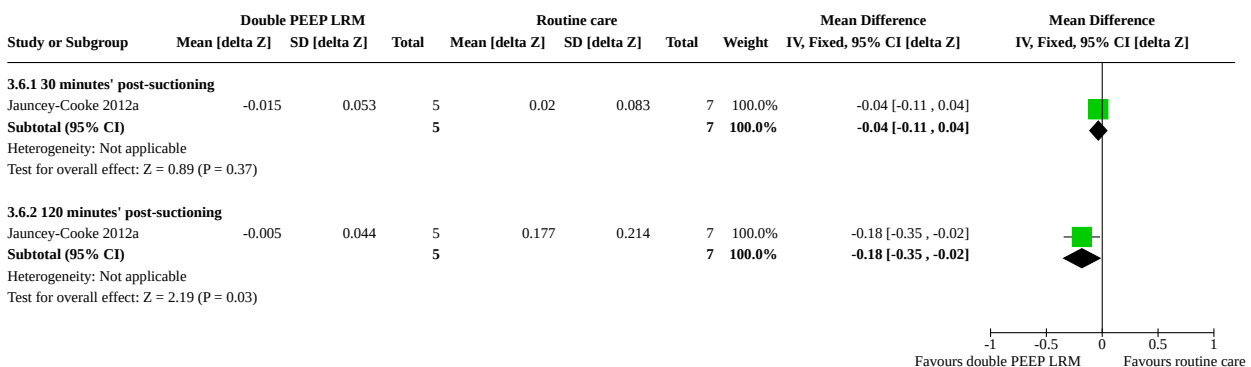 Double PEEP LRM Routine care Mean Difference Mean Difference
Study or Subgroup Mean [delta Z] SD [delta Z] Total Mean [delta Z] SD [delta Z] Total Weight IV, Fixed, 95% CI [delta Z] IV, Fixed, 95% CI [delta Z]
3.6.1 30 minutes' post-suctioning
Jauncey-Cooke 2012a -0.015 0.053 5 0.02 0.083 7 100.0% -0.04 [-0.11 , 0.04]
Subtotal (95% CI) 5 7 100.0% -0.04 [-0.11 , 0.04]
Heterogeneity: Not applicable
Test for overall effect: Z = 0.89 (P = 0.37)
3.6.2 120 minutes' post-suctioning
Jauncey-Cooke 2012a -0.005 0.044 5 0.177 0.214 7 100.0% -0.18 [-0.35 , -0.02]
Subtotal (95% CI) 5 7 100.0% -0.18 [-0.35 , -0.02]
Heterogeneity: Not applicable
Test for overall effect: Z = 2.19 (P = 0.03)
-1 -0.5 0 0.5 1
Favours double PEEP LRM Favours routine care